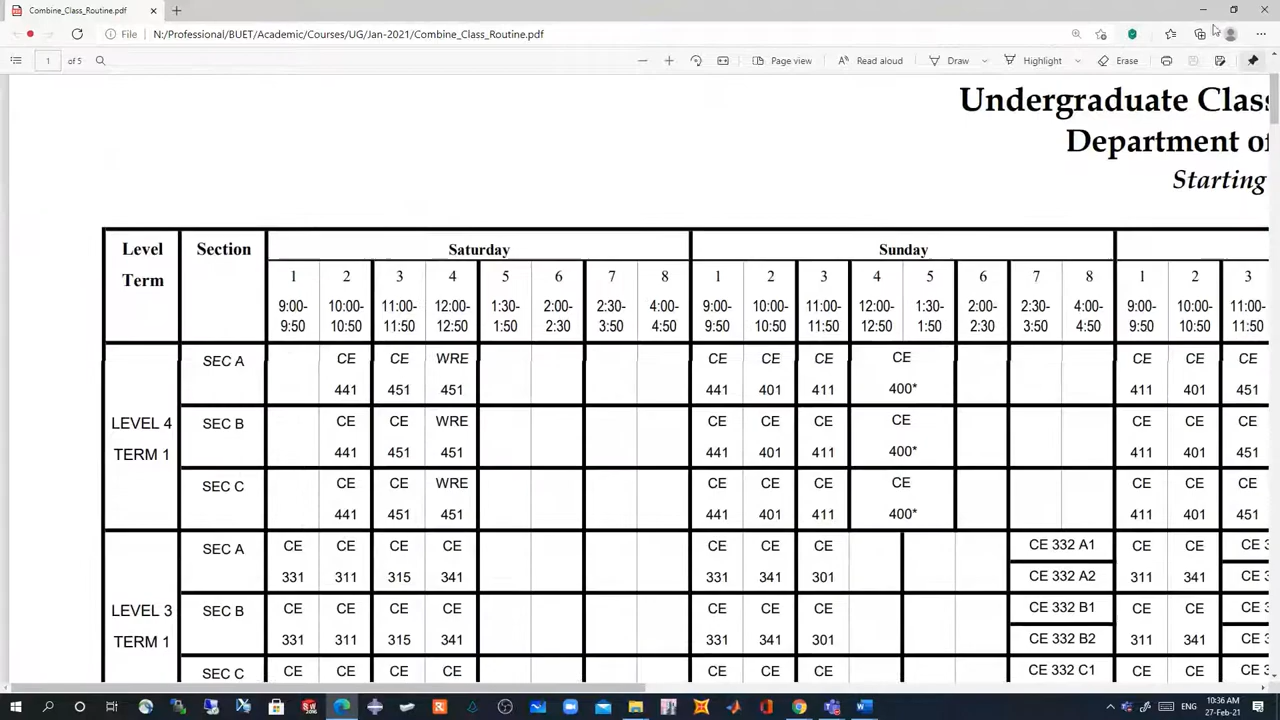 Combine_Class_Routine.pdf
File N:/Professional/BUET/Academic/Courses/UG/Jan-2021/Combine_Class_Routine.pdf
1 of 5 Page view Read aloud Draw Highlight Erase
Undergraduate Clas
Department of
Starting
Level Term Section Saturday Sunday
1 2 3 4 5 6 7 8 1 2 3 4 5 6 7 8 1 2 3
9:00- 10:00- 11:00- 12:00- 1:30- 2:00- 2:30- 4:00- 9:00- 10:00- 11:00- 12:00- 1:30- 2:00- 2:30- 4:00- 9:00- 10:00- 11:00-
9:50 10:50 11:50 12:50 1:50 2:30 3:50 4:50 9:50 10:50 11:50 12:50 1:50 2:30 3:50 4:50 9:50 10:50 11:50
SEC A CE CE WRE CE CE CE CE CE CE CE
441 451 451 441 401 411 400* 411 401 451
LEVEL 4 SEC B CE CE WRE CE CE CE CE CE CE CE
TERM 1 441 451 451 441 401 411 400* 411 401 451
SEC C CE CE WRE CE CE CE CE CE CE CE
441 451 451 441 401 411 400* 411 401 451
SEC A CE CE CE CE CE CE CE CE 332 A1 CE CE CE 3
331 311 315 341 331 341 301 CE 332 A2 311 341 CE 3
LEVEL 3 SEC B CE CE CE CE CE CE CE CE 332 B1 CE CE CE 3
TERM 1 331 311 315 341 331 341 301 CE 332 B2 311 341 CE 3
SEC C CE CE CE CE CE CE CE CE 332 C1 CE CE CE
ENG 10:36 AM
27-Feb-21